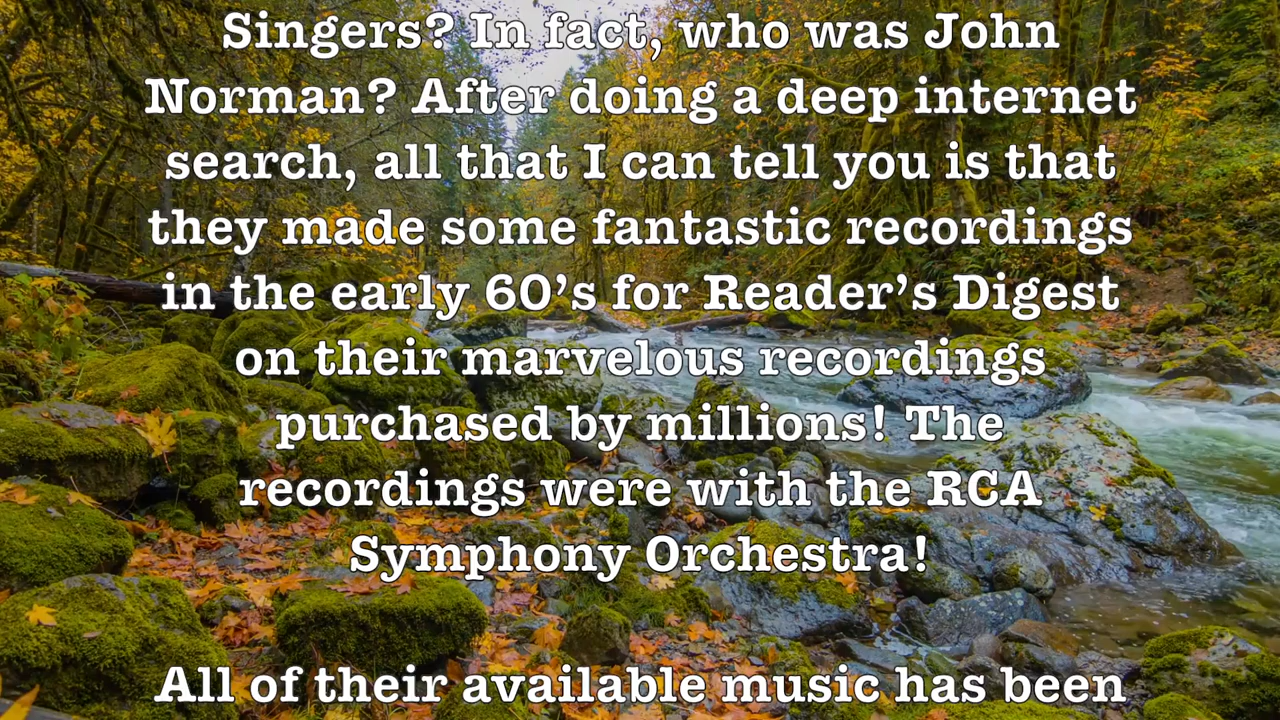 Singers? In fact, who was John
Norman? After doing a deep internet
search, all that I can tell you is that
they made some fantastic recordings
in the early 60’s for Reader’s Digest
on their marvelous recordings
purchased by millions! The
recordings were with the RCA
Symphony Orchestra!
All of their available music has been